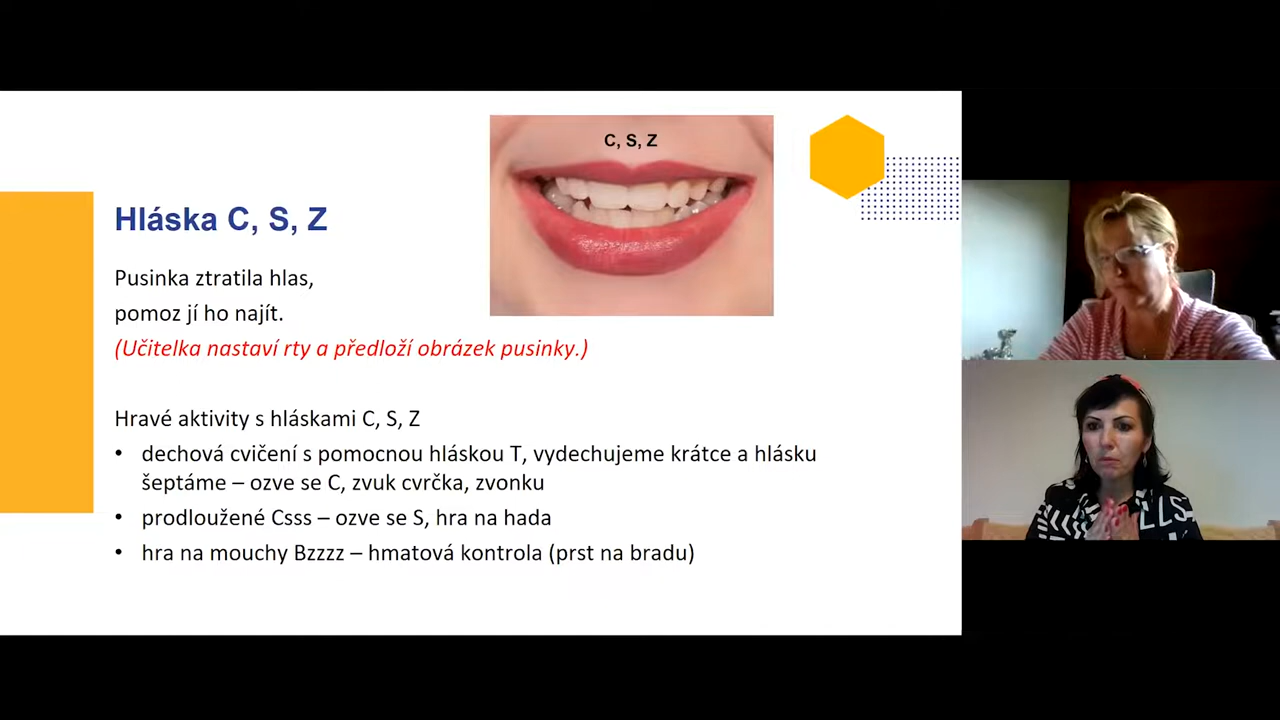 C, S, Z
Hláska C, S, Z
Pusinka ztratila hlas,
pomoz jí ho najít.
(Učitelka nastaví rty a předloží obrázek pusinky.)
Hravé aktivity s hláskami C, S, Z
• dechová cvičení s pomocnou hláskou T, vydechujeme krátce a hlásku
šeptáme – ozve se C, zvuk cvrčka, zvonku
• prodloužené Csss – ozve se S, hra na hada
• hra na mouchy Bzzzz – hmatová kontrola (prst na bradu)